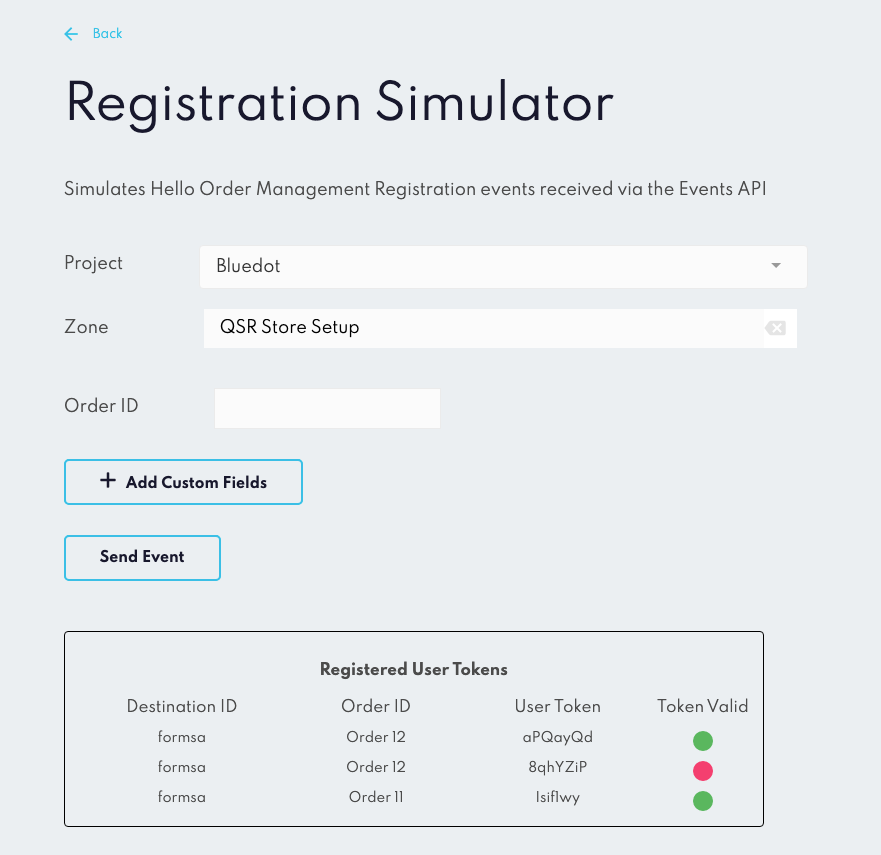 Back
Registration Simulator
Simulates Hello Order Management Registration events received via the Events API
Project Bluedot
Zone QSR Store Setup
Order ID
+ Add Custom Fields
Send Event
Registered User Tokens
Destination ID Order ID User Token Token Valid
formsa Order 12 aPQayQd
formsa Order 12 8qhYZiP
formsa Order 11